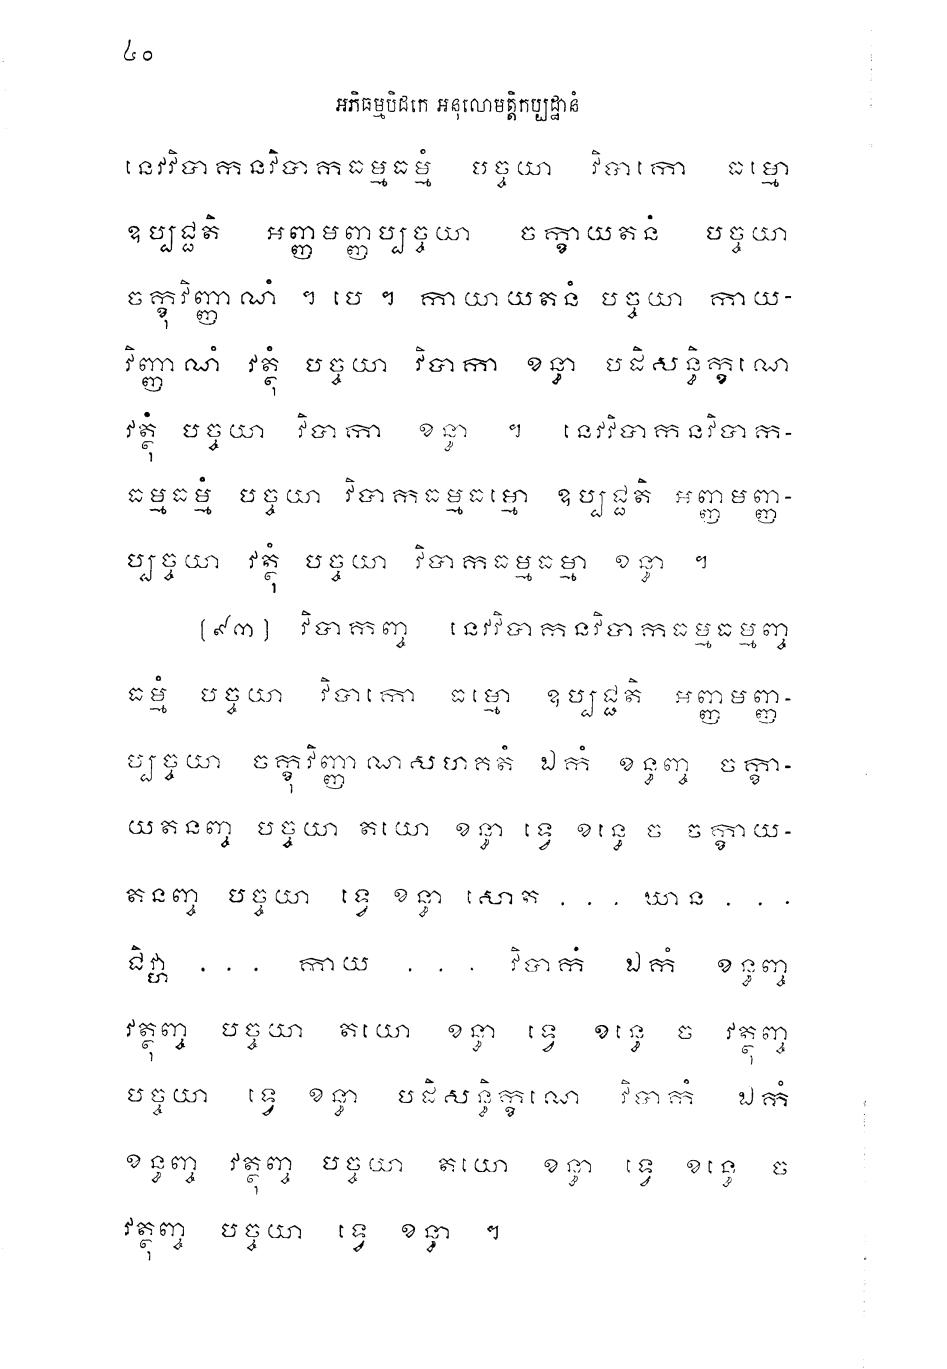 ៤០
អភិធម្មបិដកេ អនុលោមត្តិកប្បដ្ឋានំ
នេវវិបាកនវិបាកធម្មធម្មំ បច្ចយា វិបាកោ ធម្មោ
ឧប្បជ្ជតិ អញ្ញមញ្ញប្បច្ចយា ចក្ខាយតនំ បច្ចយា
ចក្ខុវិញ្ញាណំ ។ បេ ។ កាយាយតនំ បច្ចយា កាយ-
វិញ្ញាណំ វត្ថុំ បច្ចយា វិបាកា ខន្ធា បដិសន្ធិក្ខណេ
វត្ថុំ បច្ចយា វិបាកា ខន្ធា ។ នេវវិបាកនវិបាក-
ធម្មធម្មំ បច្ចយា វិបាកធម្មធម្មោ ឧប្បជ្ជតិ អញ្ញមញ្ញ-
ប្បច្ចយា វត្ថុំ បច្ចយា វិបាកធម្មធម្មា ខន្ធា ។
(៩៣) វិបាកញ្ច នេវវិបាកនវិបាកធម្មធម្មញ្ច
ធម្មំ បច្ចយា វិបាកោ ធម្មោ ឧប្បជ្ជតិ អញ្ញមញ្ញ-
ប្បច្ចយា ចក្ខុវិញ្ញាណសហគតំ ឯកំ ខន្ធញ្ច ចក្ខា-
យតនញ្ច បច្ចយា តយោ ខន្ធា ទ្វេ ខន្ធេ ច ចក្ខាយ-
តនញ្ច បច្ចយា ទ្វេ ខន្ធា សោត . . . ឃាន . . .
ជិវ្ហា . . . កាយ . . . វិបាកំ ឯកំ ខន្ធញ្ច
វត្ថុញ្ច បច្ចយា តយោ ខន្ធា ទ្វេ ខន្ធេ ច វត្ថុញ្ច
បច្ចយា ទ្វេ ខន្ធា បដិសន្ធិក្ខណេ វិបាកំ ឯកំ
ខន្ធញ្ច វត្ថុញ្ច បច្ចយា តយោ ខន្ធា ទ្វេ ខន្ធេ ច
វត្ថុញ្ច បច្ចយា ទ្វេ ខន្ធា ។